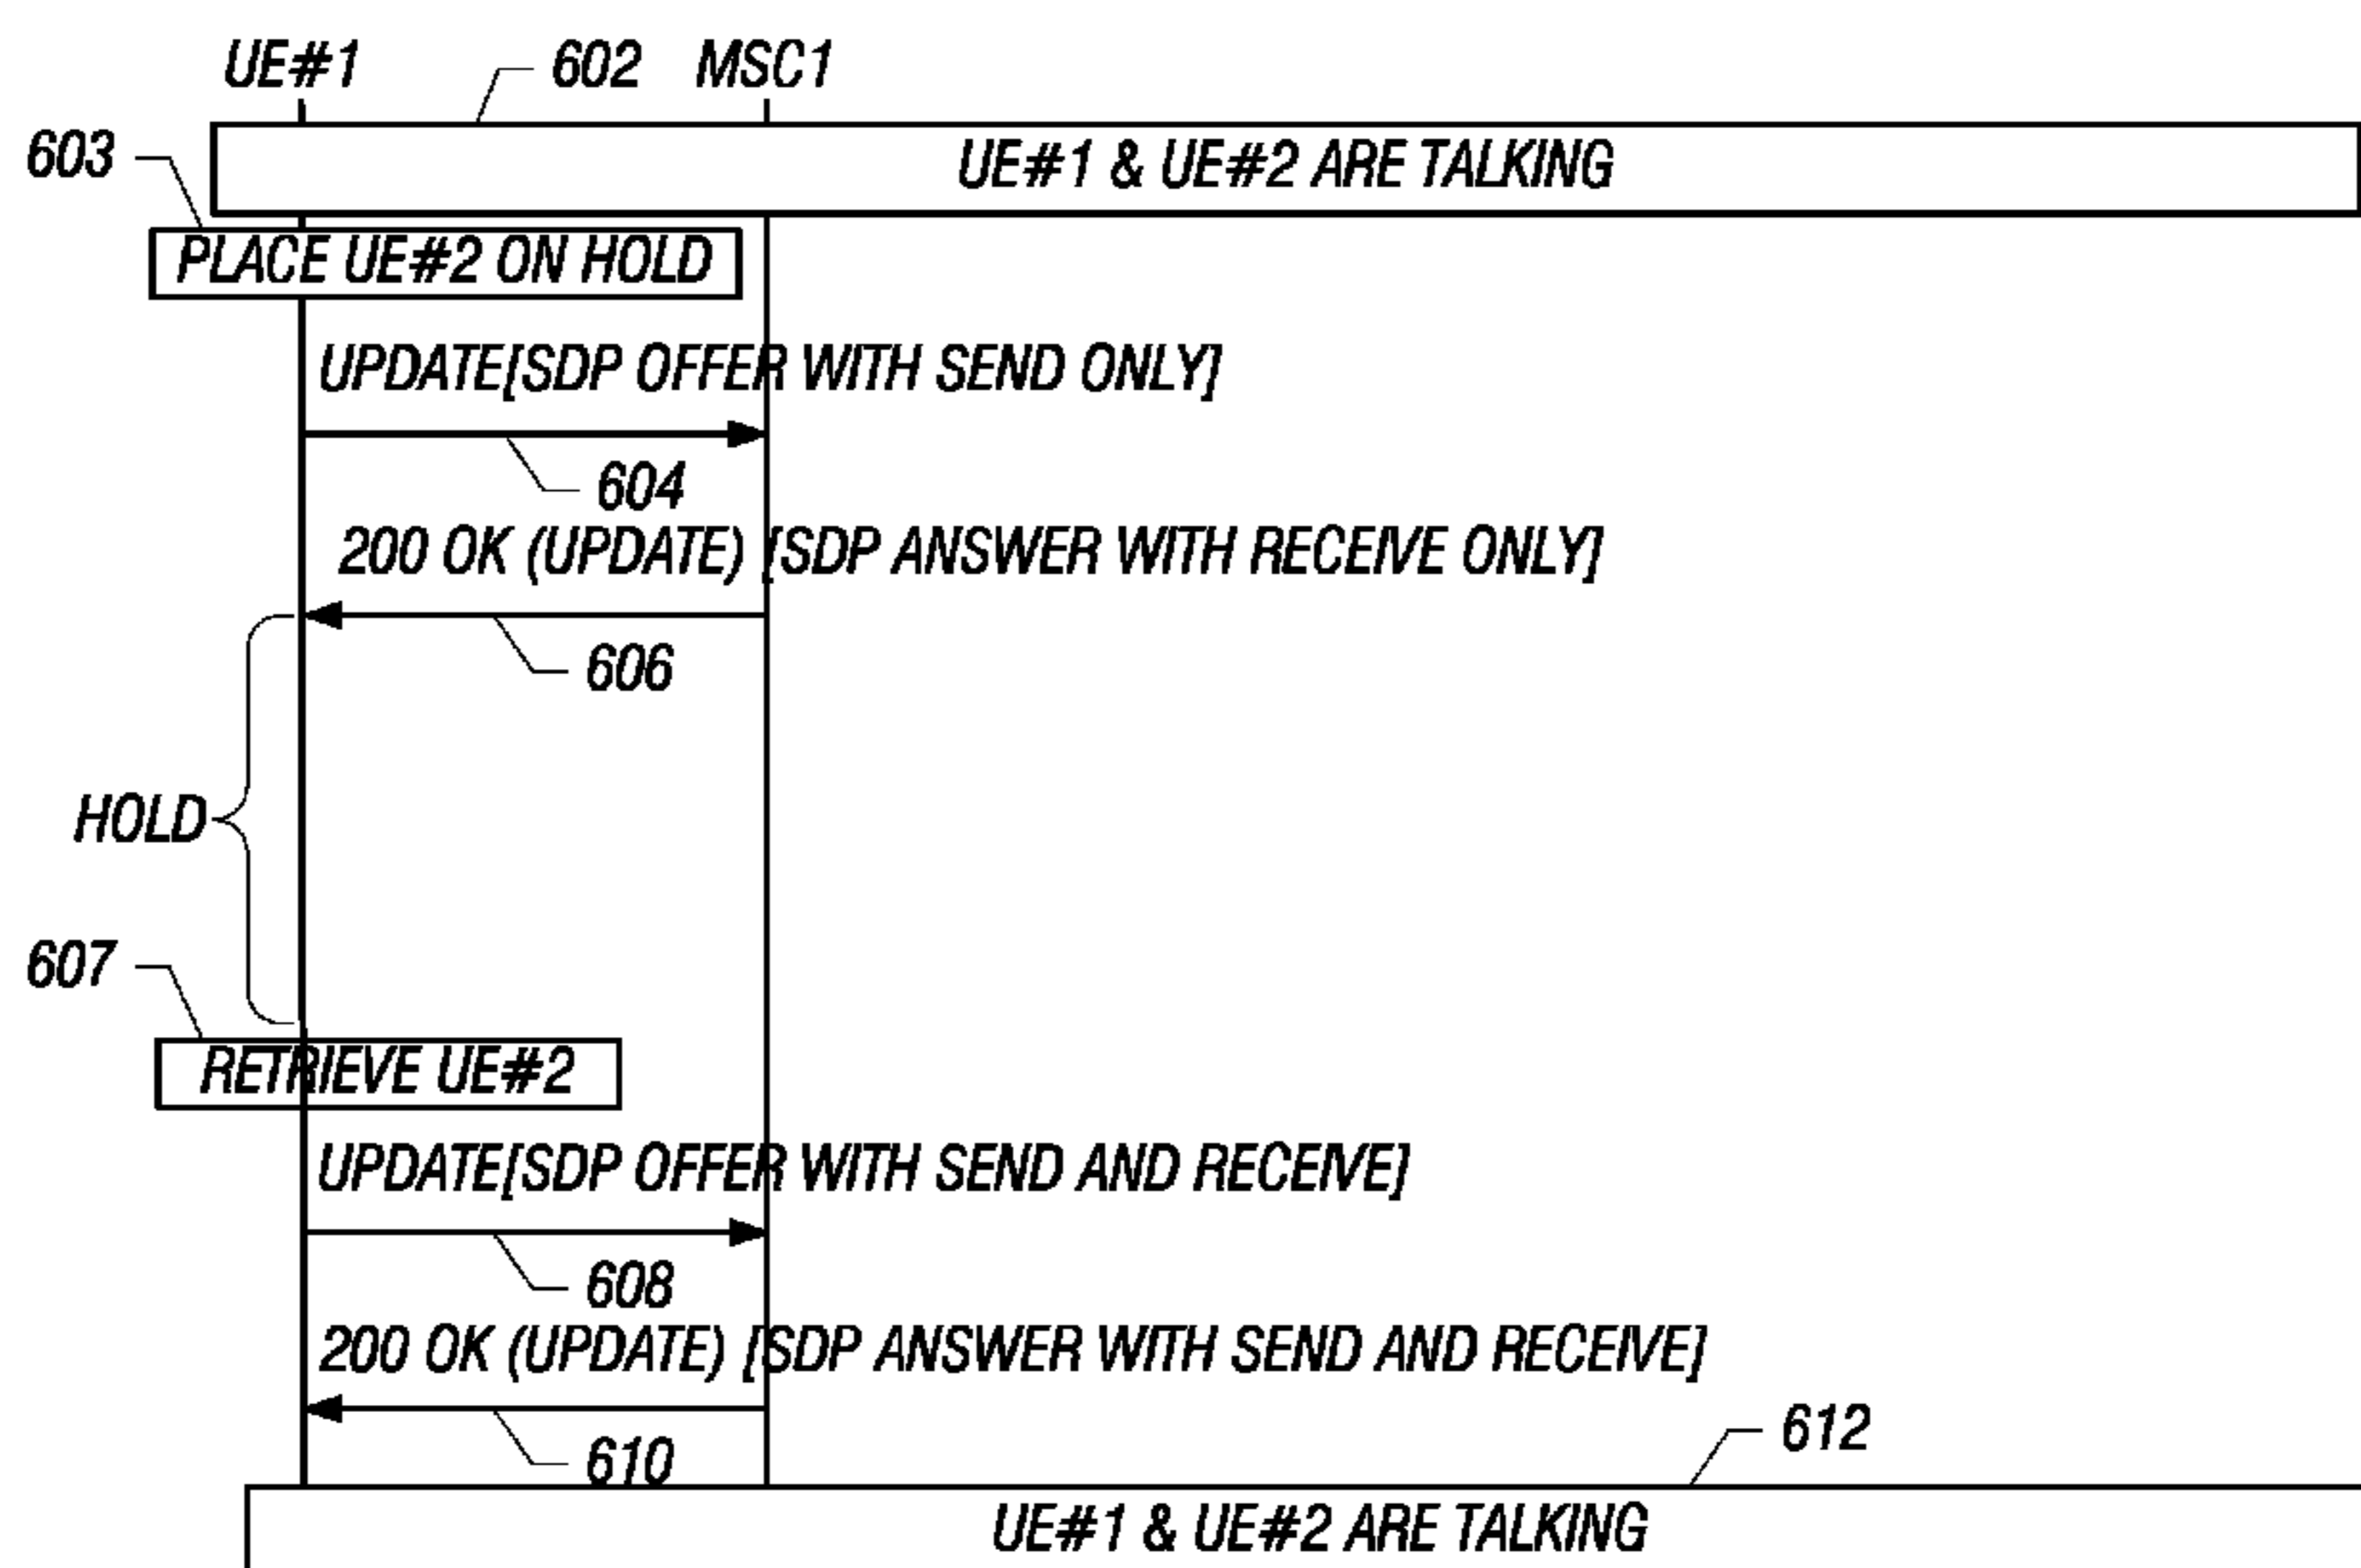 UE#1 602 MSC1
603
UE#1 & UE#2 ARE TALKING
PLACE UE#2 ON HOLD
UPDATE[SDP OFFER WITH SEND ONLY]
604
200 OK (UPDATE) [SDP ANSWER WITH RECEIVE ONLY]
606
HOLD
607
RETRIEVE UE#2
UPDATE[SDP OFFER WITH SEND AND RECEIVE]
608
200 OK (UPDATE) [SDP ANSWER WITH SEND AND RECEIVE]
612
610
UE#1 & UE#2 ARE TALKING